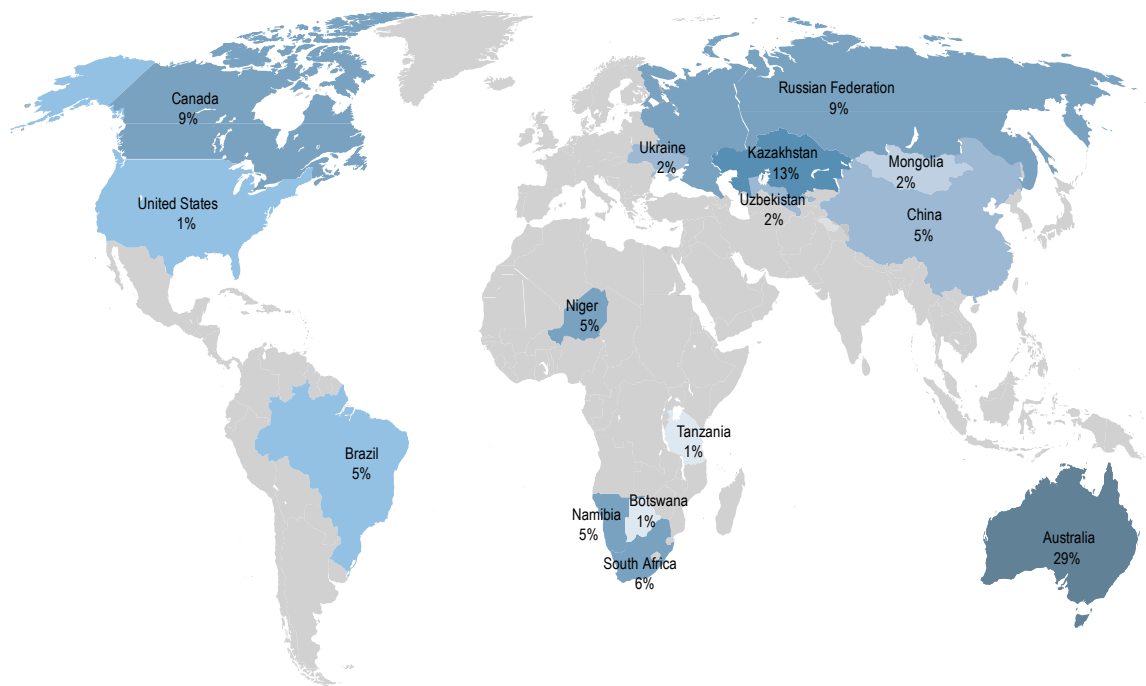 Canada
9%
United States
1%
Brazil
5%
Russian Federation
9%
Ukraine
2%
Kazakhstan
13%
Mongolia
2%
Uzbekistan
2%
China
5%
Niger
5%
Tanzania
1%
Botswana
1%
Namibia
5%
South Africa
6%
Australia
29%